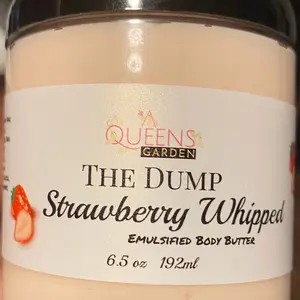 A
QUEENS
GARDEN
THE DUMP
Strawberry Whipped
EMULSIFIED BODY BUTTER
6.5 oz 192ml